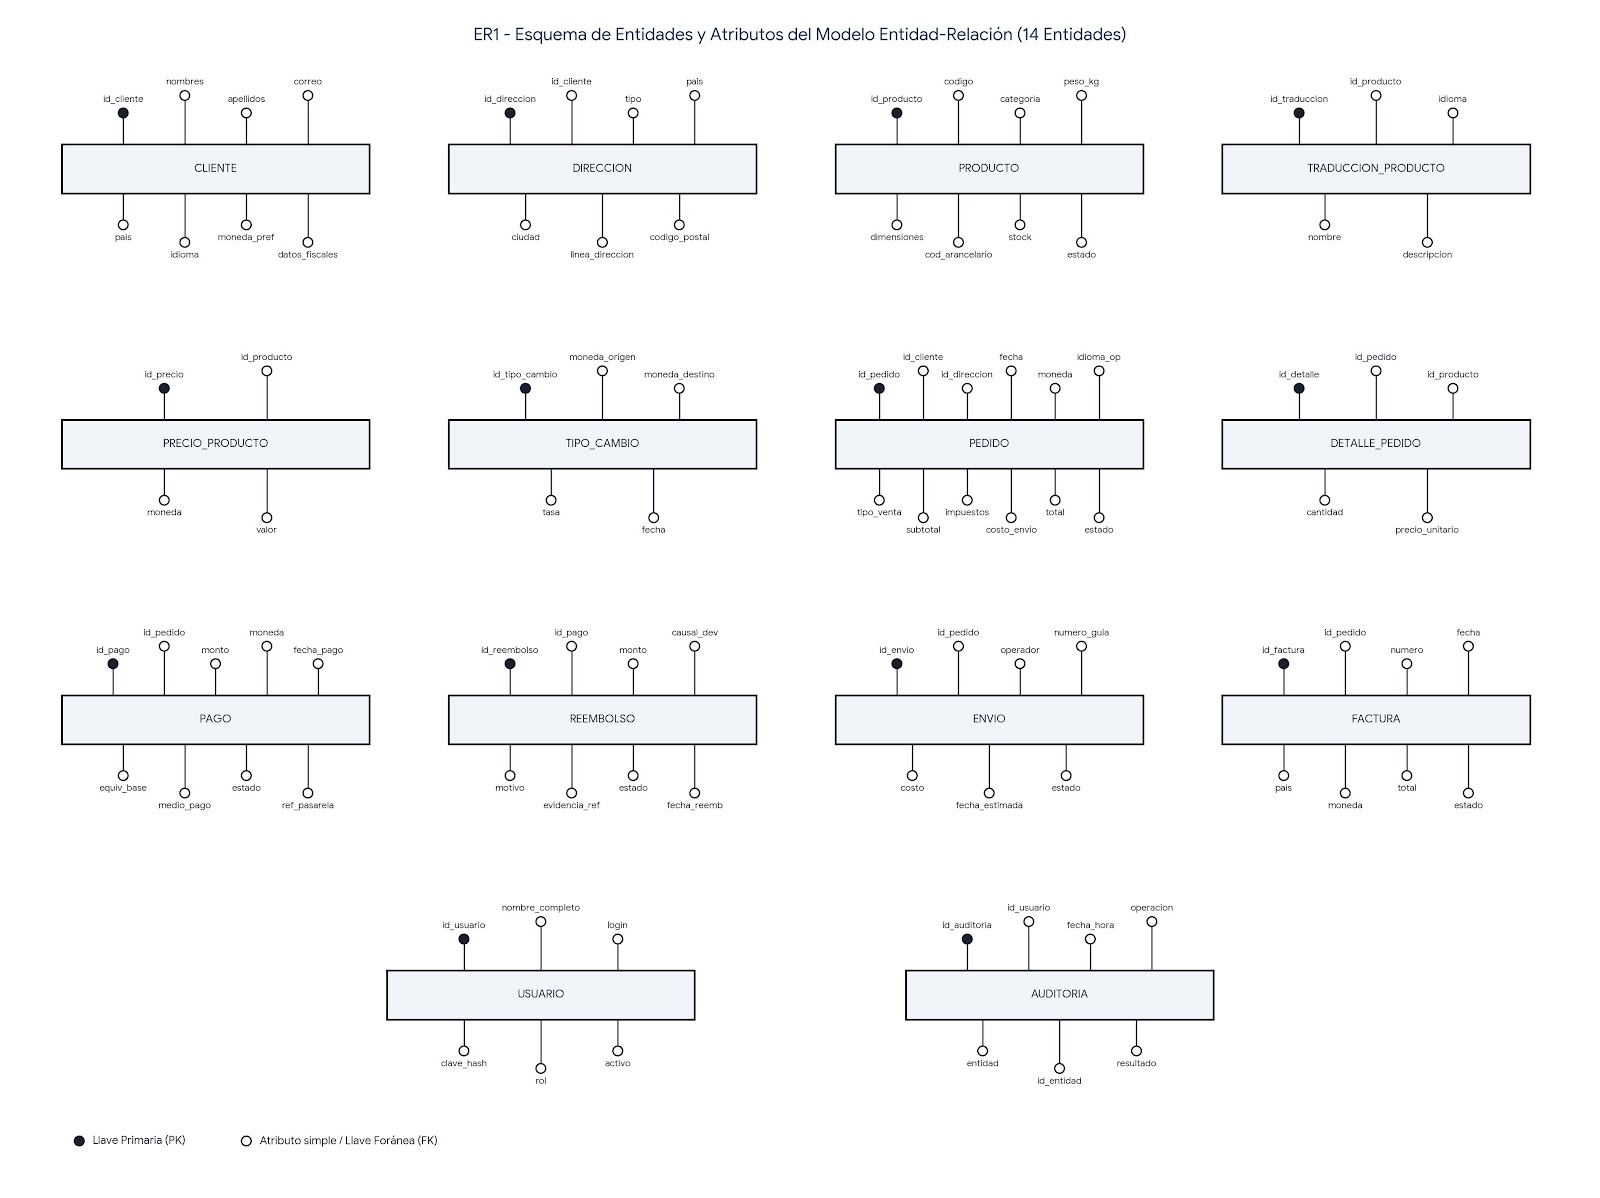 ER1 - Esquema de Entidades y Atributos del Modelo Entidad-Relación (14 Entidades)
id_cliente
nombres
apellidos
correo
CLIENTE
pais
idioma
moneda_pref
datos_fiscales
id_direccion
id_cliente
tipo
pais
DIRECCION
ciudad
linea_direccion
codigo_postal
id_producto
codigo
categoria
peso_kg
PRODUCTO
dimensiones
cod_arancelario
stock
estado
id_traduccion
id_producto
idioma
TRADUCCION_PRODUCTO
nombre
descripcion
id_precio
id_producto
PRECIO_PRODUCTO
moneda
valor
id_tipo_cambio
moneda_origen
moneda_destino
TIPO_CAMBIO
tasa
fecha
id_pedido
id_cliente
id_direccion
fecha
moneda
idioma_op
PEDIDO
tipo_venta
subtotal
impuestos
costo_envio
total
estado
id_detalle
id_pedido
id_producto
DETALLE_PEDIDO
cantidad
precio_unitario
id_pago
id_pedido
monto
moneda
fecha_pago
PAGO
equiv_base
medio_pago
estado
ref_pasarela
id_reembolso
id_pago
monto
causal_dev
REEMBOLSO
motivo
evidencia_ref
estado
fecha_reemb
id_envio
id_pedido
operador
numero_guia
ENVIO
costo
fecha_estimada
estado
id_factura
id_pedido
numero
fecha
FACTURA
pais
moneda
total
estado
id_usuario
nombre_completo
login
USUARIO
clave_hash
rol
activo
id_auditoria
id_usuario
fecha_hora
operacion
AUDITORIA
entidad
id_entidad
resultado
Llave Primaria (PK)
Atributo simple / Llave Foránea (FK)